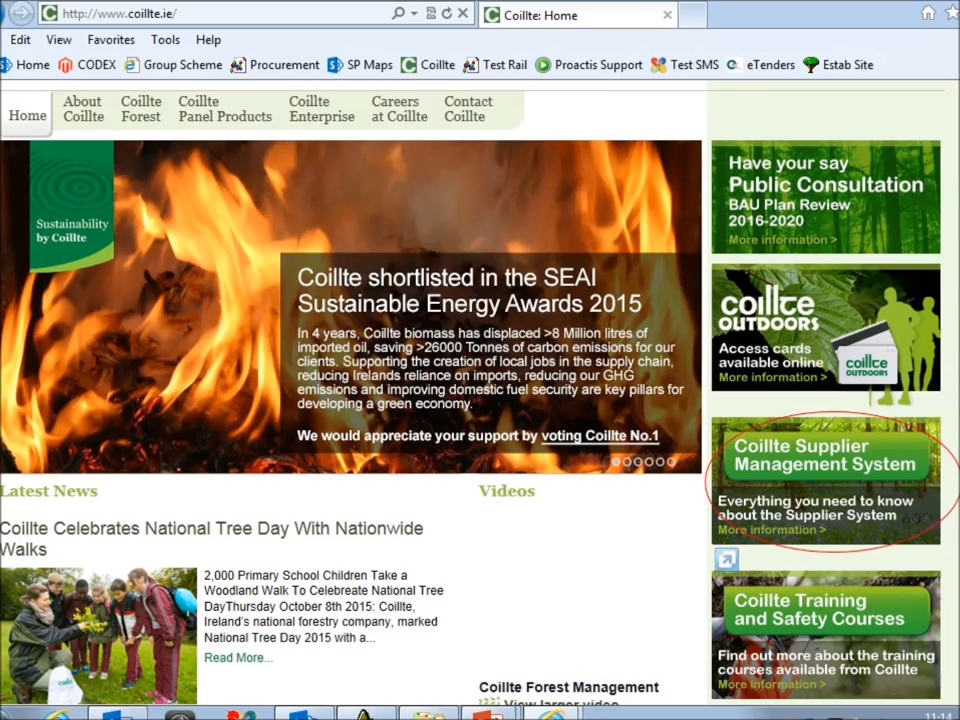 http://www.coillte.ie/
Coillte: Home
Edit View Favorites Tools Help
Home CODEX Group Scheme Procurement SP Maps Coillte Test Rail Proactis Support Test SMS eTenders Estab Site
Home
About
Coillte
Coillte
Forest
Coillte
Panel Products
Coillte
Enterprise
Careers
at Coillte
Contact
Coillte
Sustainability
by Coillte
Coillte shortlisted in the SEAI
Sustainable Energy Awards 2015
In 4 years, Coillte biomass has displaced >8 Million litres of
imported oil, saving >26000 Tonnes of carbon emissions for our
clients. Supporting the creation of local jobs in the supply chain,
reducing Irelands reliance on imports, reducing our GHG
emissions and improving domestic fuel security are key pillars for
developing a green economy.
We would appreciate your support by voting Coillte No.1
Have your say
Public Consultation
BAU Plan Review
2016-2020
More information >
coillte
OUTDOORS
Access cards
available online
More information >
coillte
OUTDOORS
Coillte Supplier
Management System
Everything you need to know
about the Supplier System
More information >
Coillte Training
and Safety Courses
Find out more about the training
courses available from Coillte
More information >
Latest News
Coillte Celebrates National Tree Day With Nationwide
Walks
2,000 Primary School Children Take a
Woodland Walk To Celebreate National Tree
DayThursday October 8th 2015: Coillte,
Ireland's national forestry company, marked
National Tree Day 2015 with a...
Read More...
Videos
Coillte Forest Management
View larger video
11:14